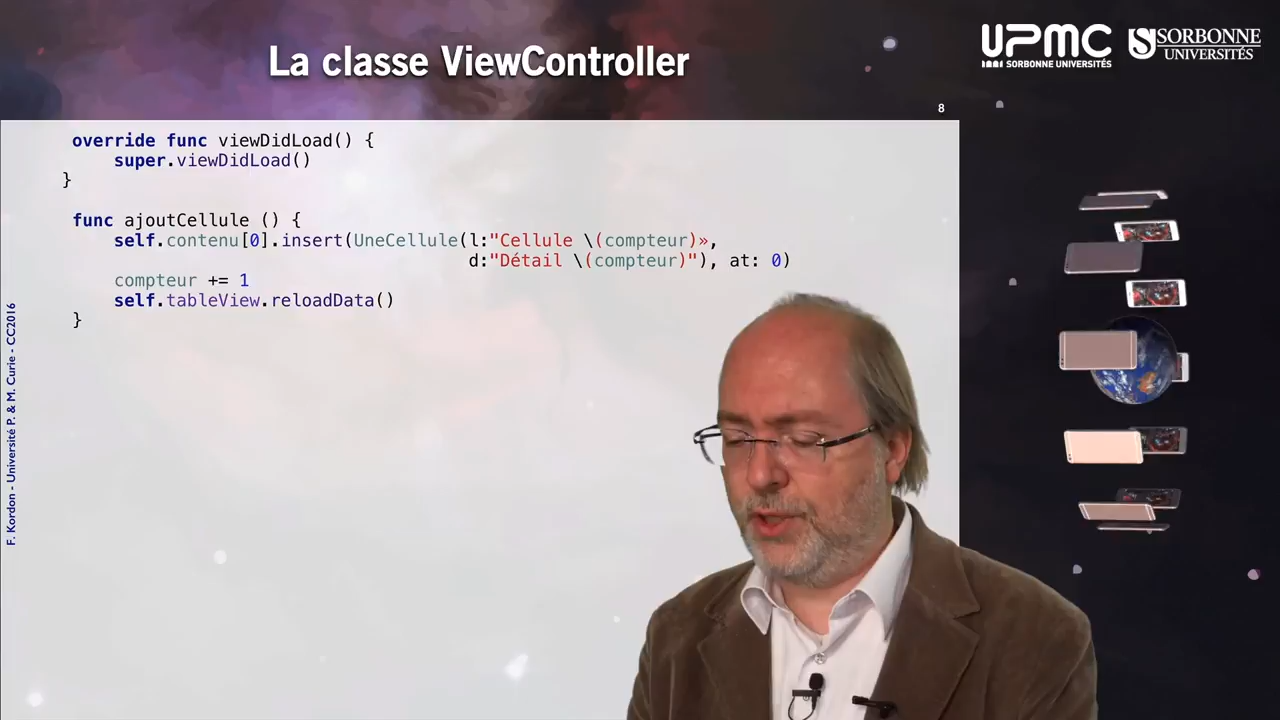 La classe ViewController
UPMC
SORBONNE UNIVERSITÉS
SORBONNE
UNIVERSITÉS
8
override func viewDidLoad() {
super.viewDidLoad()
}
func ajoutCellule () {
self.contenu[0].insert(UneCellule(l:"Cellule \(compteur)»,
d:"Détail \(compteur)"), at: 0)
compteur += 1
self.tableView.reloadData()
}
F. Kordon - Université P. & M. Curie - CC2016